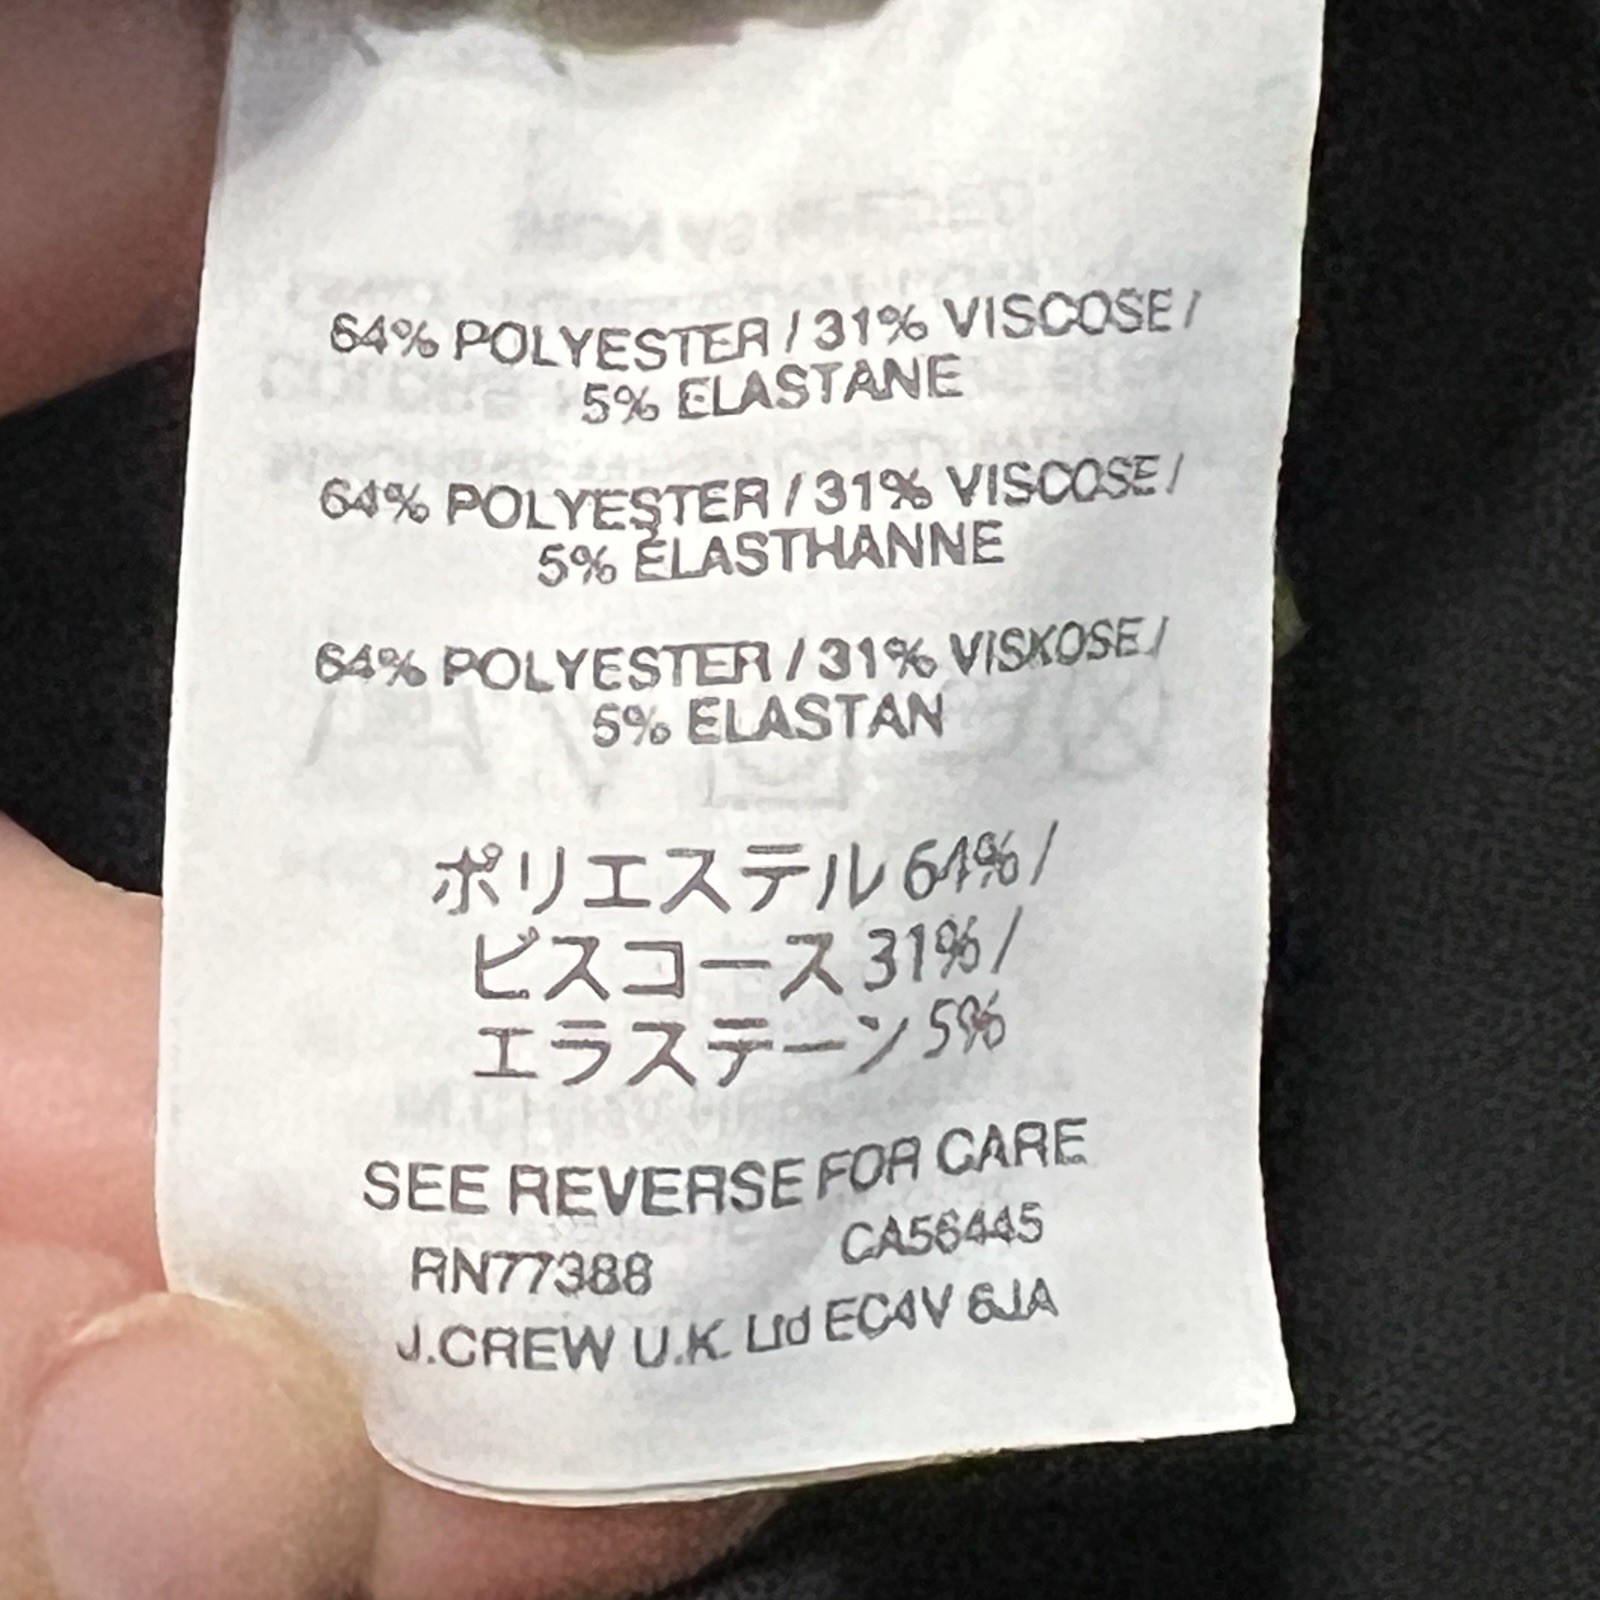 64% POLYESTER / 31% VISCOSE /
5% ELASTANE
64% POLYESTER / 31% VISCOSE /
5% ÉLASTHANNE
64% POLYESTER / 31% VISKOSE /
5% ELASTAN
ポリエステル 64% /
ビスコース 31% /
エラステーン 5%
SEE REVERSE FOR CARE
RN77388 CA56445
J.CREW U.K. Ltd EC4V 6JA